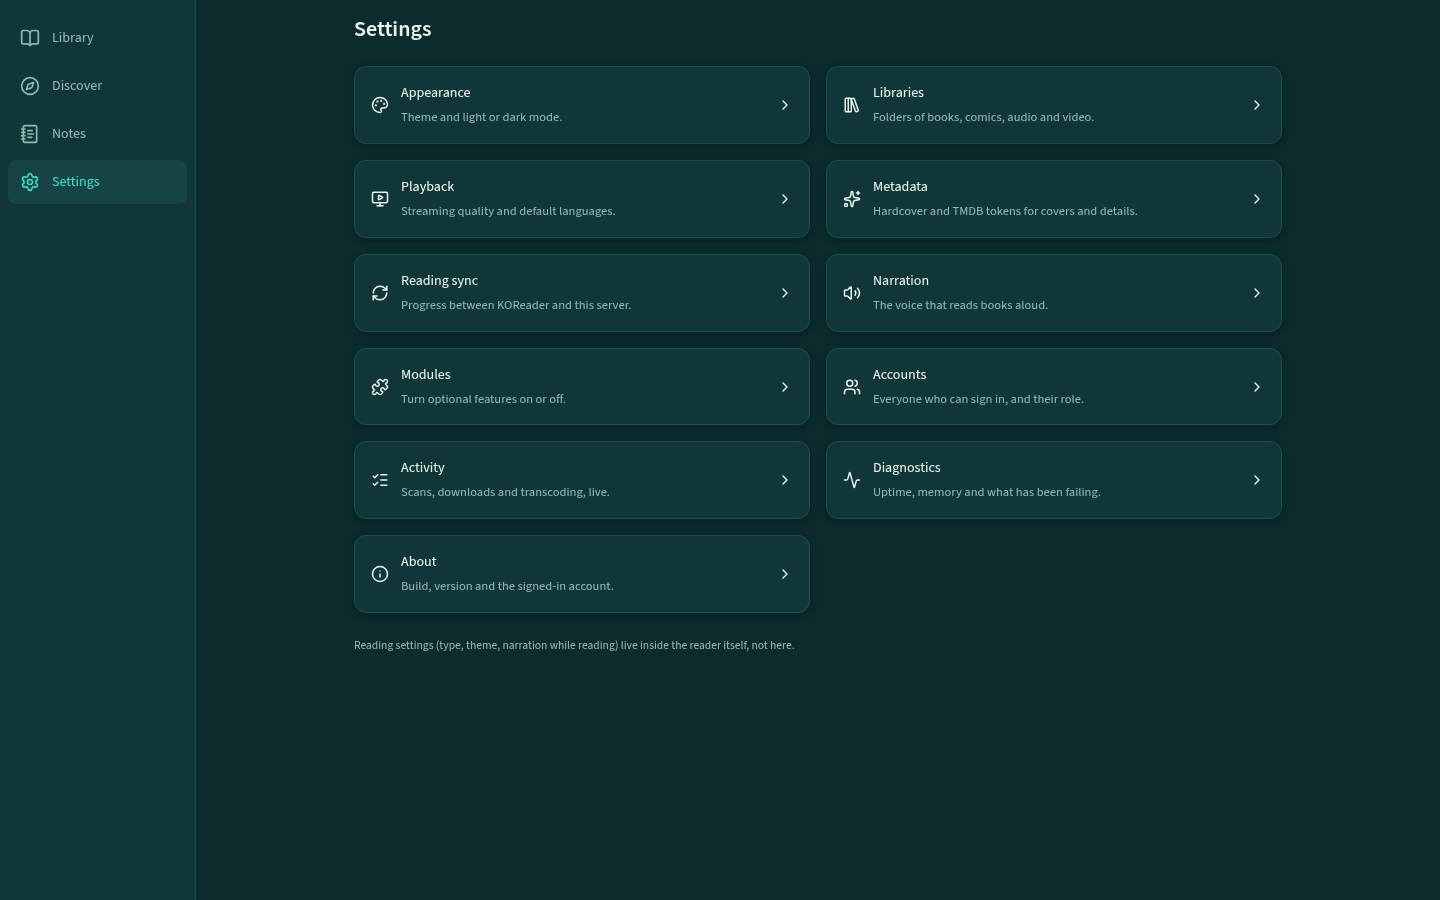 Library
Discover
Notes
Settings
Settings
Appearance
Theme and light or dark mode.
Libraries
Folders of books, comics, audio and video.
Playback
Streaming quality and default languages.
Metadata
Hardcover and TMDB tokens for covers and details.
Reading sync
Progress between KOReader and this server.
Narration
The voice that reads books aloud.
Modules
Turn optional features on or off.
Accounts
Everyone who can sign in, and their role.
Activity
Scans, downloads and transcoding, live.
Diagnostics
Uptime, memory and what has been failing.
About
Build, version and the signed-in account.
Reading settings (type, theme, narration while reading) live inside the reader itself, not here.